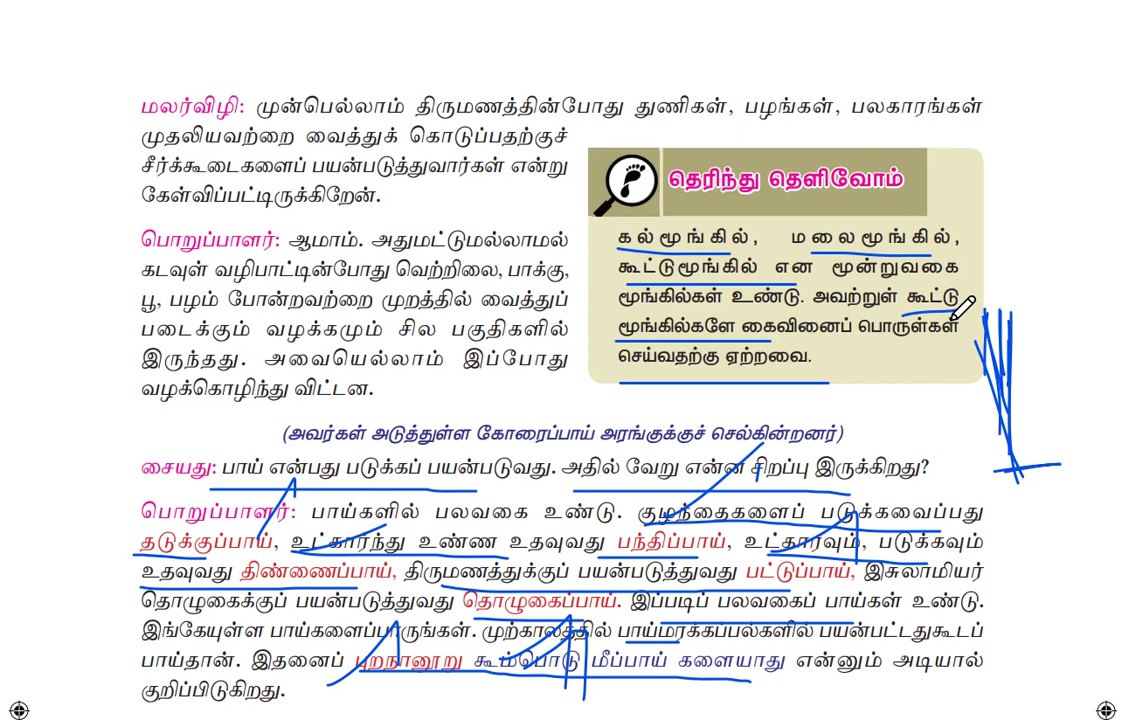 மலர்விழி: முன்பெல்லாம் திருமணத்தின்போது துணிகள், பழங்கள், பலகாரங்கள்
முதலியவற்றை வைத்துக் கொடுப்பதற்குச்
சீர்க்கூடைகளைப் பயன்படுத்துவார்கள் என்று
கேள்விப்பட்டிருக்கிறேன்.
பொறுப்பாளர்: ஆமாம். அதுமட்டுமல்லாமல்
கடவுள் வழிபாட்டின்போது வெற்றிலை, பாக்கு,
பூ, பழம் போன்றவற்றை முறத்தில் வைத்துப்
படைக்கும் வழக்கமும் சில பகுதிகளில்
இருந்தது. அவையெல்லாம் இப்போது
வழக்கொழிந்து விட்டன.
தெரிந்து தெளிவோம்
கல்மூங்கில், மலைமூங்கில்,
கூட்டுமூங்கில் என மூன்றுவகை
மூங்கில்கள் உண்டு. அவற்றுள் கூட்டு
மூங்கில்களே கைவினைப் பொருள்கள்
செய்வதற்கு ஏற்றவை.
(அவர்கள் அடுத்துள்ள கோரைப்பாய் அரங்குக்குச் செல்கின்றனர்)
சையது: பாய் என்பது படுக்கப் பயன்படுவது. அதில் வேறு என்ன சிறப்பு இருக்கிறது?
பொறுப்பாளர்: பாய்களில் பலவகை உண்டு. குழந்தைகளைப் படுக்கவைப்பது
தடுக்குப்பாய், உட்கார்ந்து உண்ண உதவுவது பந்திப்பாய், உட்காரவும், படுக்கவும்
உதவுவது திண்ணைப்பாய், திருமணத்துக்குப் பயன்படுத்துவது பட்டுப்பாய், இசுலாமியர்
தொழுகைக்குப் பயன்படுத்துவது தொழுகைப்பாய். இப்படிப் பலவகைப் பாய்கள் உண்டு.
இங்கேயுள்ள பாய்களைப்பாருங்கள். முற்காலத்தில் பாய்மரக்கப்பல்களில் பயன்பட்டதுகூடப்
பாய்தான். இதனைப் புறநானூறு கூம்பொடு மீப்பாய் களையாது என்னும் அடியால்
குறிப்பிடுகிறது.